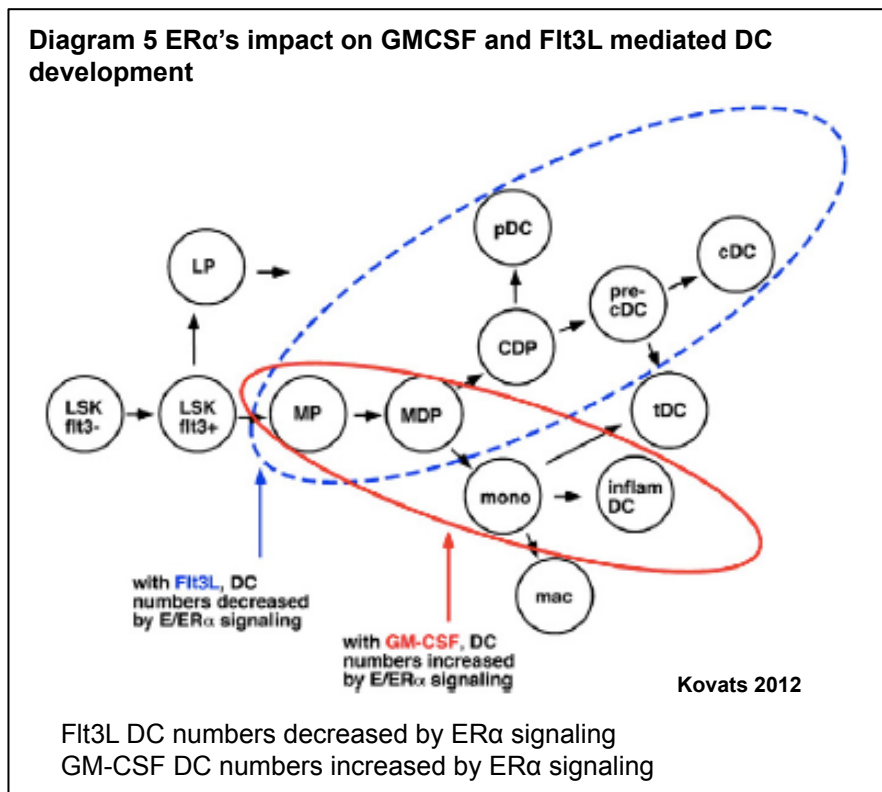 Diagram 5 ERα's impact on GMCSF and Flt3L mediated DC
development
pDC
cDC
LP
pre-
cDC
CDP
LSK
flt3-
LSK
flt3+
MP
MDP
tDC
mono
inflam
DC
mac
with Flt3L, DC
numbers decreased
by E/ERα signaling
with GM-CSF, DC
numbers increased
by E/ERα signaling
Kovats 2012
Flt3L DC numbers decreased by ERα signaling
GM-CSF DC numbers increased by ERα signaling